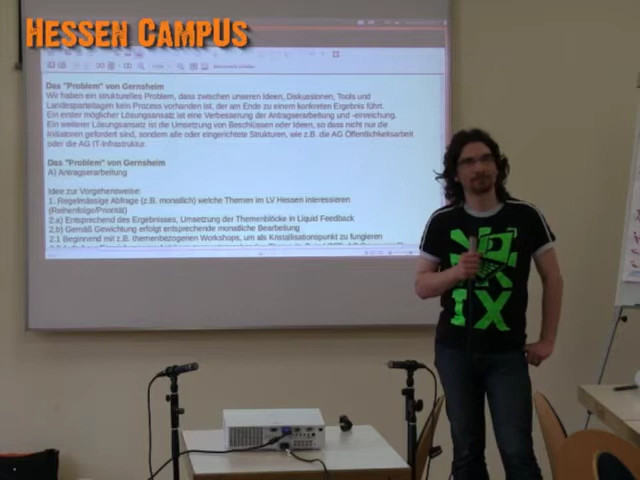 HESSEN CAMPUS
Das "Problem" von Gernsheim
Wir haben ein strukturelles Problem, dass zwischen unseren Ideen, Diskussionen, Tools und
Landesparteitagen kein Process vorhanden ist, der am Ende zu einem konkreten Ergebnis führt.
Ein erster möglicher Lösungsansatz ist eine Verbesserung der Antragserarbeitung und -erreichung.
Ein weiterer Lösungsansatz ist die Umsetzung von Beschlüssen oder Ideen, so dass nicht nur die
Initiatoren gefordert sind, sondern alle oder eingerichtete Strukturen, wie z.B. die AG Öffentlichkeitsarbeit
oder die AG IT-Infrastruktur.
Das "Problem" von Gernsheim
A) Antragserarbeitung
Idee zur Vorgehensweise:
1. Regelmässige Abfrage (z.B. monatlich) welche Themen im LV Hessen interessieren
(Reihenfolge/Priorität)
2.a) Entsprechend des Ergebnisses, Umsetzung der Themenblöcke in Liquid Feedback
2.b) Gemäß Gewichtung erfolgt entsprechende monatliche Bearbeitung
2.1 Beginnend mit z.B. themenbezogenen Workshops, um als Kristallisationspunkt zu fungieren
IX